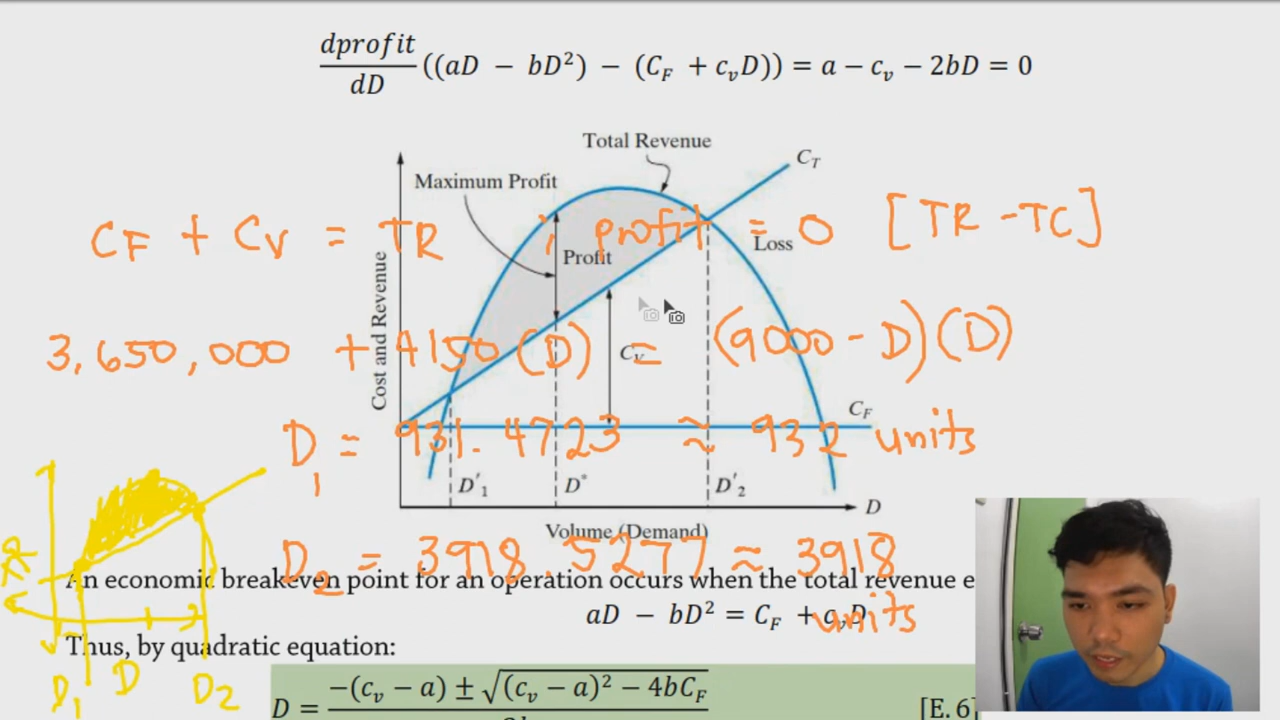 dprofit/dD ((aD − bD²) − (C_F + c_vD)) = a − c_v − 2bD = 0
Total Revenue
C_T
Maximum Profit
CF + CV = TR ; profit = 0 [TR - TC]
Loss
Profit
Cost and Revenue
3,650,000 + 4150 (D) = (9000 - D)(D)
C_V
C_F
D₁ = 931.4723 ≈ 932 units
D'₁
D*
D'₂
D
Volume (Demand)
D₂ = 3918.5277 ≈ 3918 units
An economic breakeven point for an operation occurs when the total revenue e
aD − bD² = C_F + c_vD
Thus, by quadratic equation:
D₁ D D₂
D = −(c_v − a) ± √(c_v − a)² − 4bC_F
[E. 6]